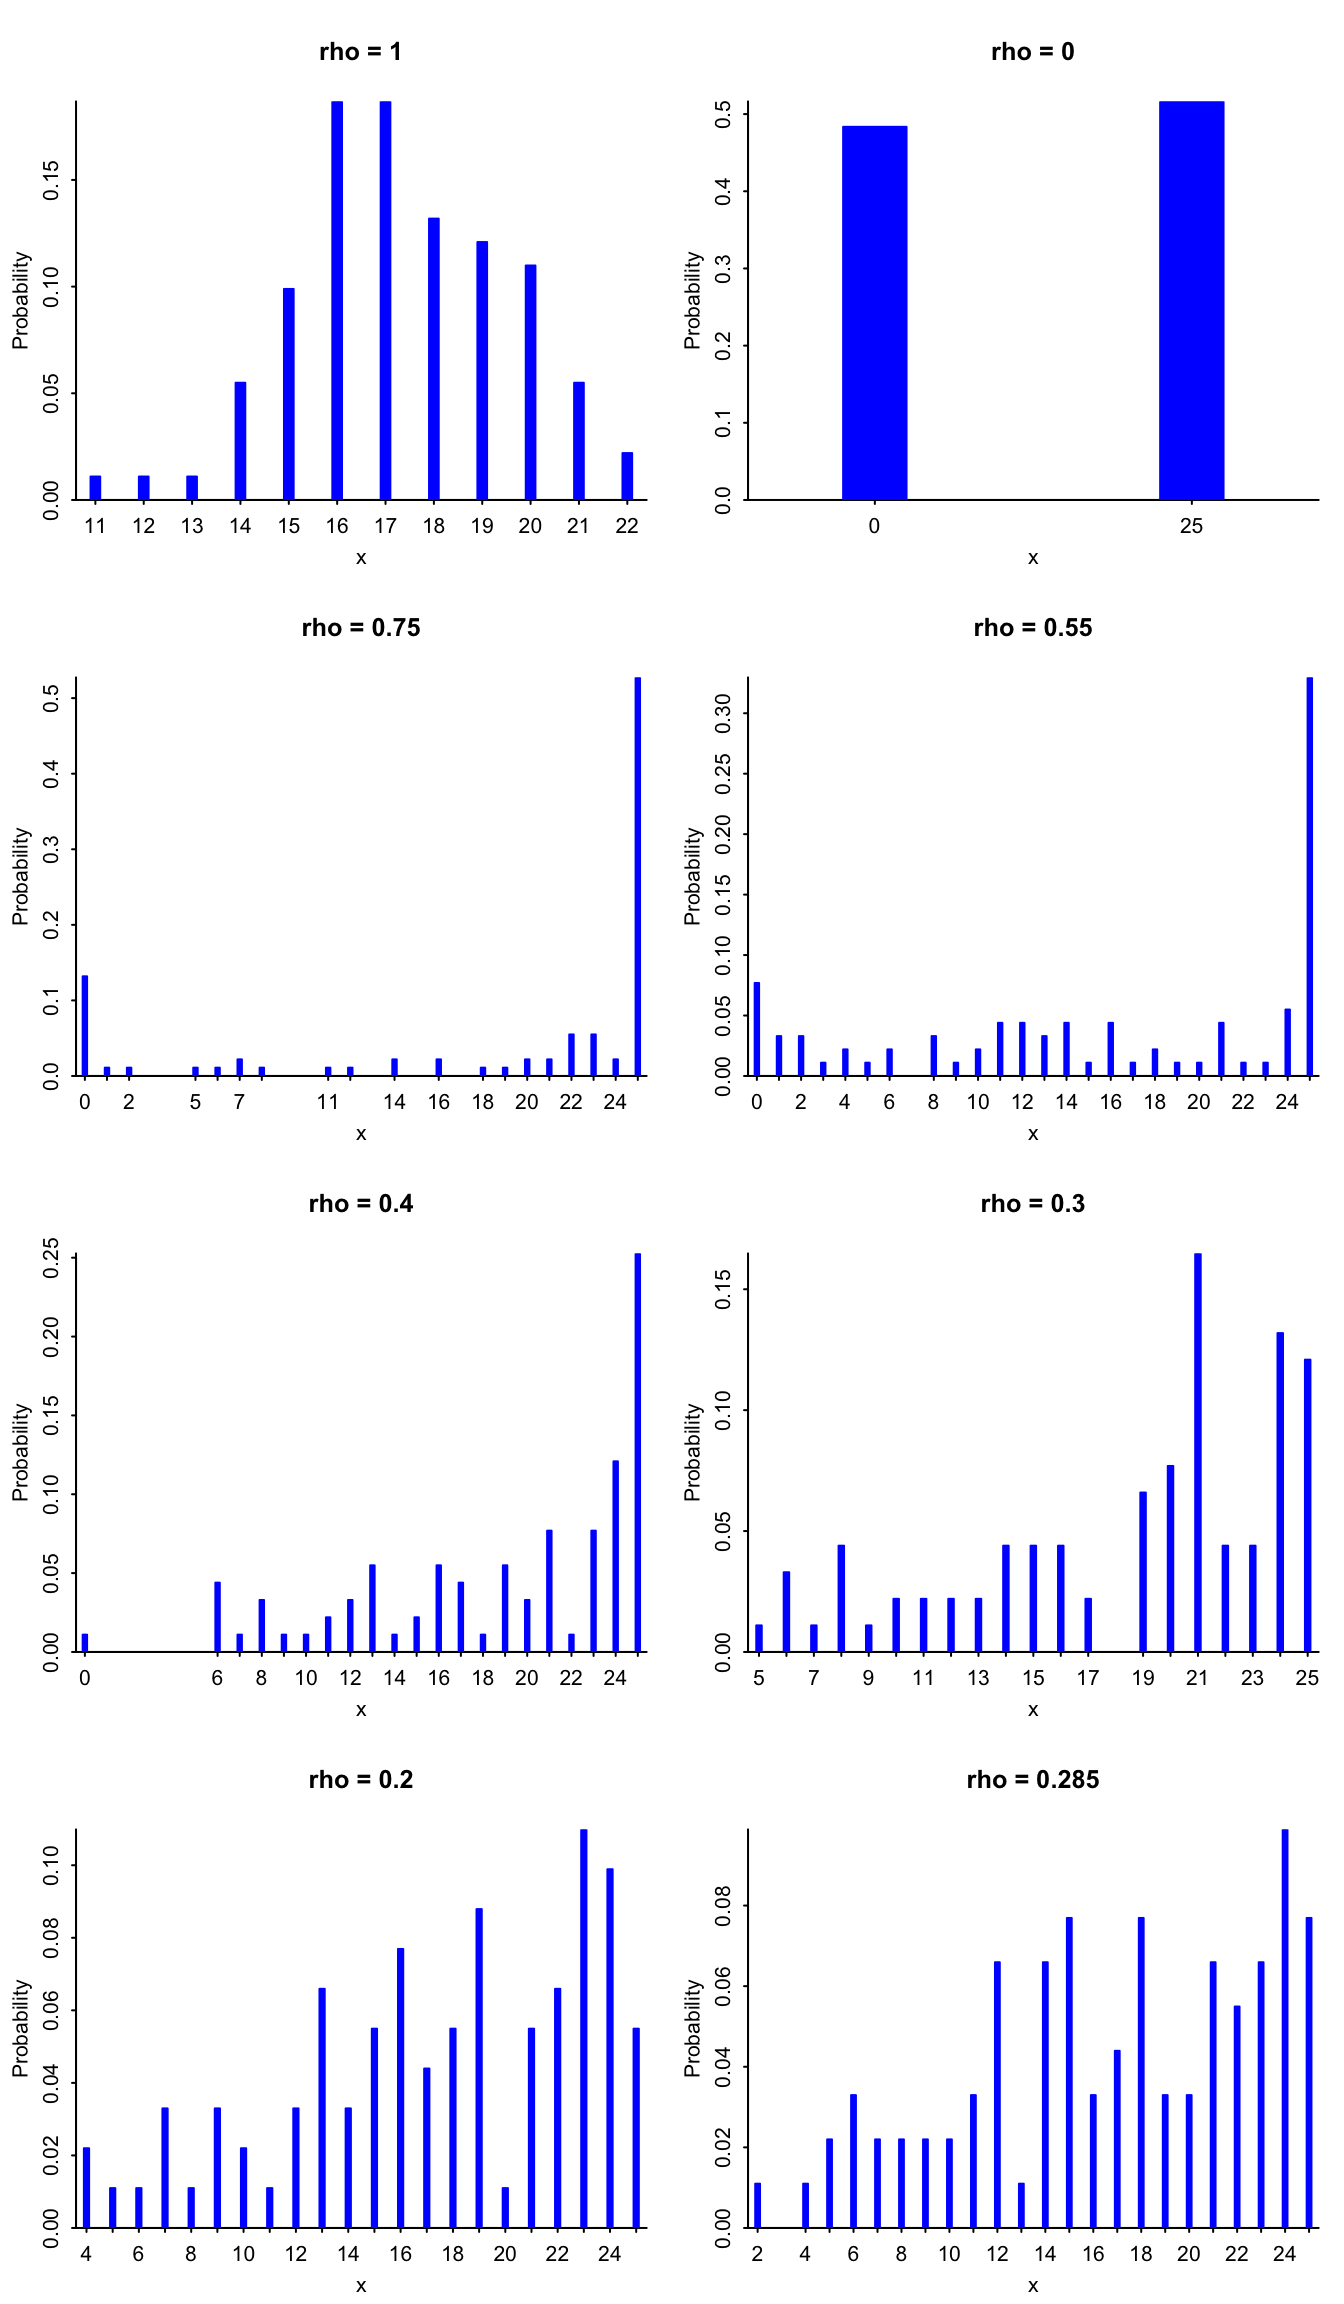 rho = 1
Probability
0.00 0.05 0.10 0.15
11 12 13 14 15 16 17 18 19 20 21 22
x
rho = 0
Probability
0.0 0.1 0.2 0.3 0.4 0.5
0 25
x
rho = 0.75
Probability
0.0 0.1 0.2 0.3 0.4 0.5
0 2 5 7 11 14 16 18 20 22 24
x
rho = 0.55
Probability
0.00 0.05 0.10 0.15 0.20 0.25 0.30
0 2 4 6 8 10 12 14 16 18 20 22 24
x
rho = 0.4
Probability
0.00 0.05 0.10 0.15 0.20 0.25
0 6 8 10 12 14 16 18 20 22 24
x
rho = 0.3
Probability
0.00 0.05 0.10 0.15
5 7 9 11 13 15 17 19 21 23 25
x
rho = 0.2
Probability
0.00 0.02 0.04 0.06 0.08 0.10
4 6 8 10 12 14 16 18 20 22 24
x
rho = 0.285
Probability
0.00 0.02 0.04 0.06 0.08
2 4 6 8 10 12 14 16 18 20 22 24
x